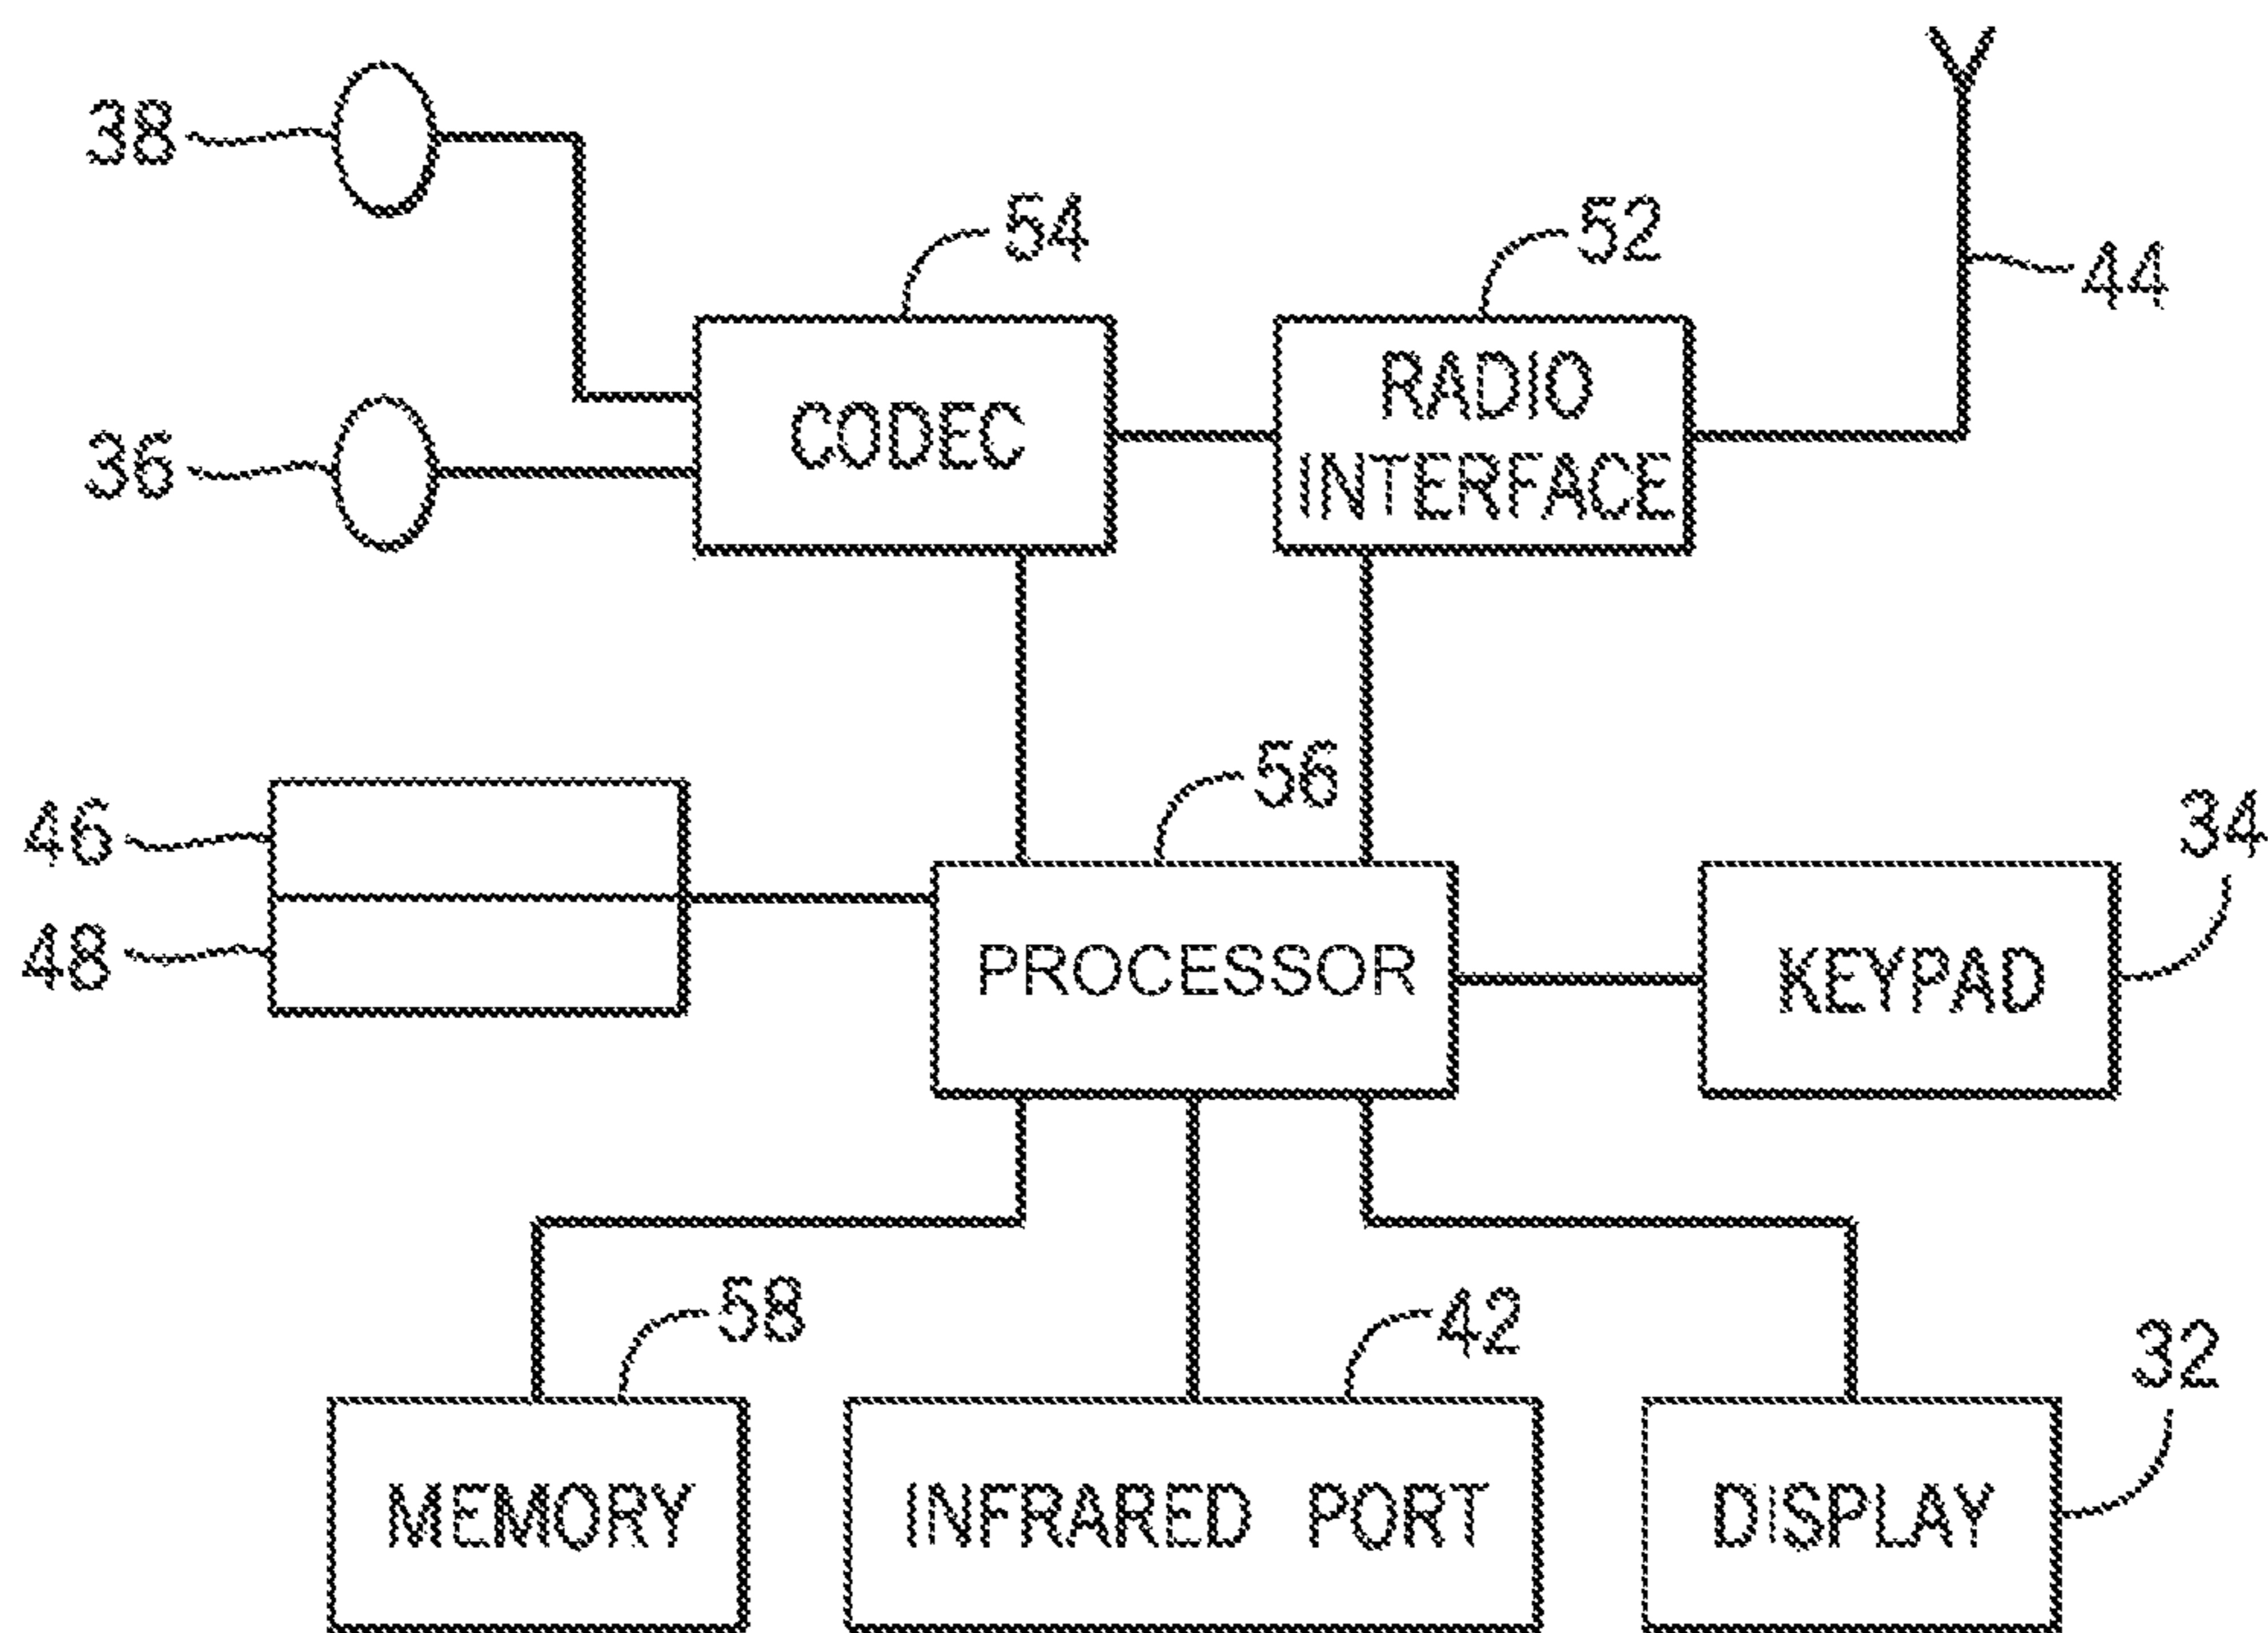 38
54
52
44
CODEC
RADIO
INTERFACE
36
56
46
34
48
PROCESSOR
KEYPAD
58
42
32
MEMORY
INFRARED PORT
DISPLAY